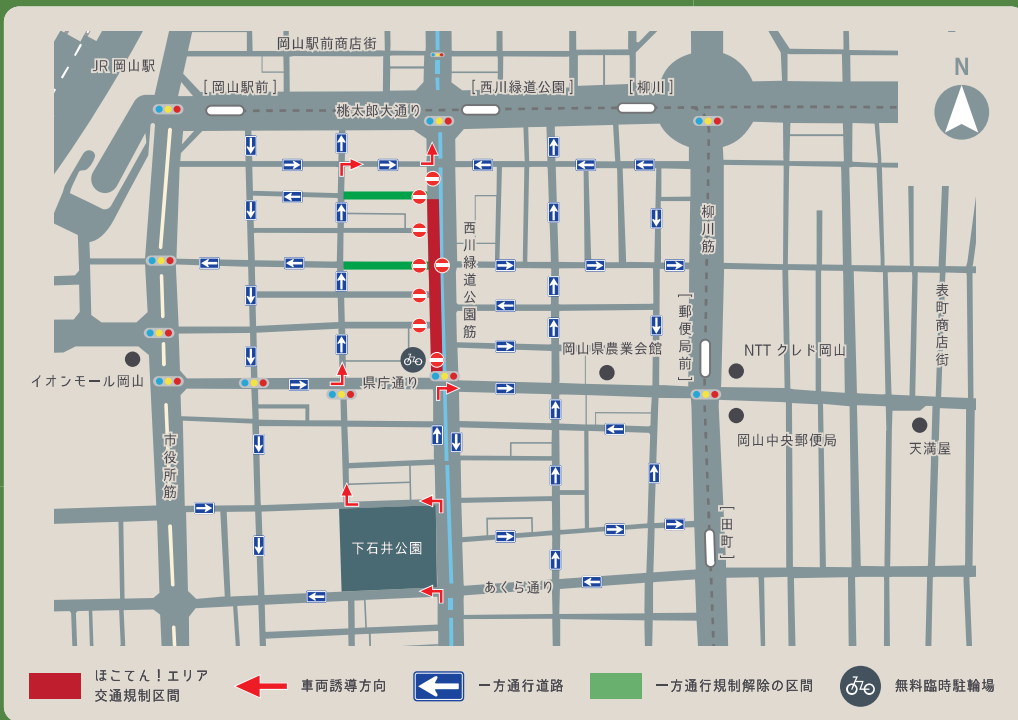 岡山駅前商店街
JR 岡山駅
N
[岡山駅前]
[西川緑道公園]
[柳川]
桃太郎大通り
柳川筋
西川緑道公園筋
表町商店街
[郵便局前]
岡山県農業会館
NTT クレド岡山
イオンモール岡山
県庁通り
市役所筋
岡山中央郵便局
天満屋
下石井公園
[田町]
あくら通り
ほこてん！エリア
交通規制区間
車両誘導方向
一方通行道路
一方通行規制解除の区間
無料臨時駐輪場